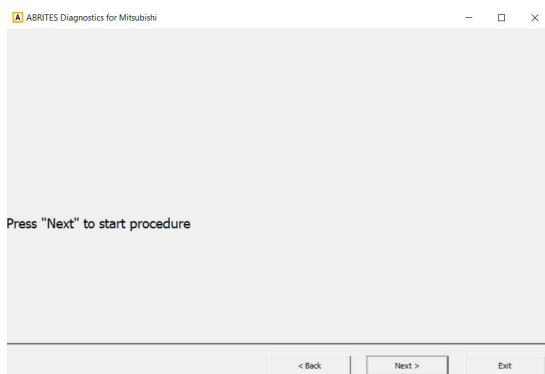 A ABRITES Diagnostics for Mitsubishi
Press "Next" to start procedure
< Back Next > Exit